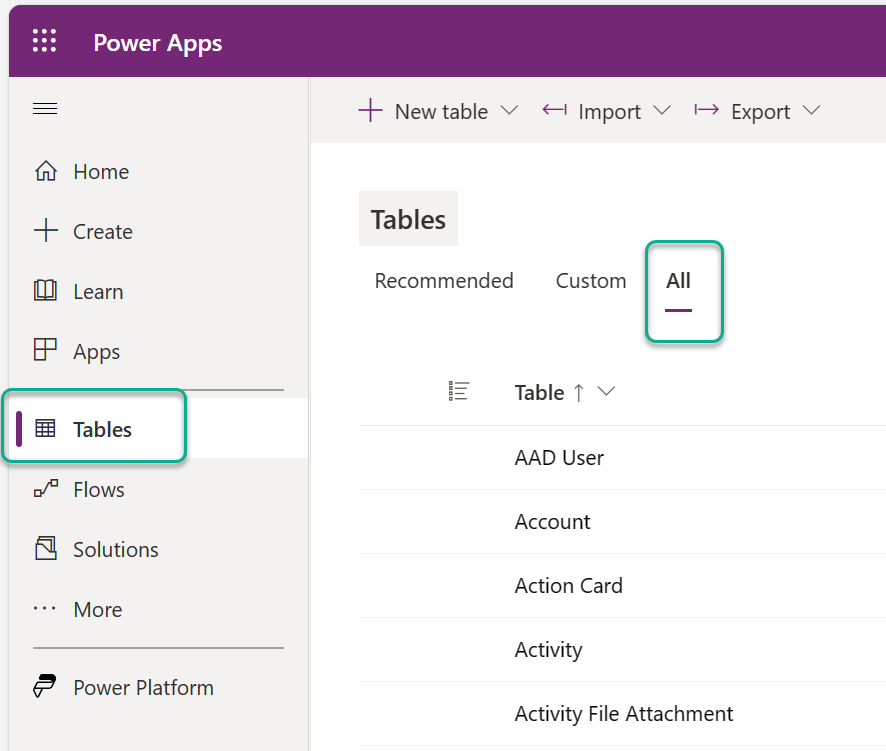 Power Apps
New table
Import
Export
Home
Create
Learn
Apps
Tables
Flows
Solutions
More
Power Platform
Tables
Recommended
Custom
All
Table
AAD User
Account
Action Card
Activity
Activity File Attachment